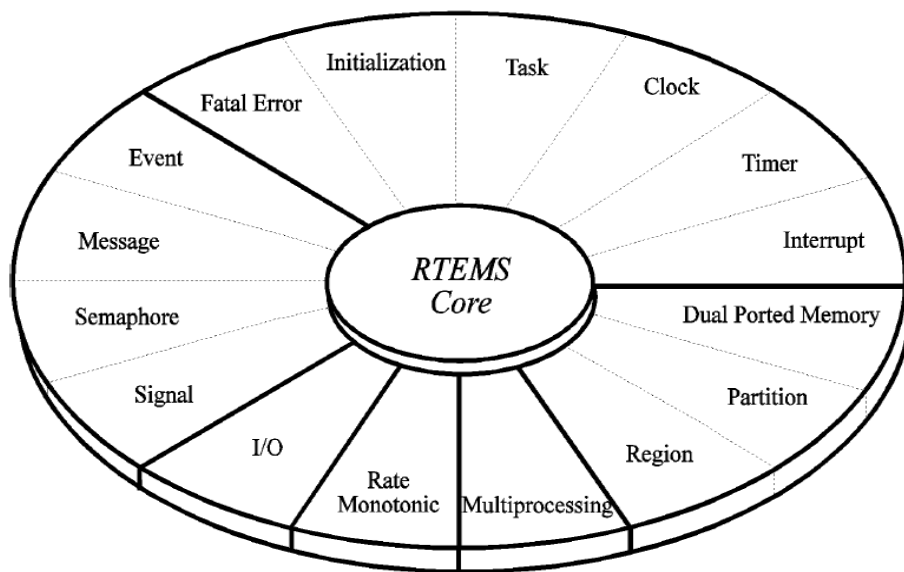 Initialization
Task
Clock
Fatal Error
Event
Timer
Message
Interrupt
RTEMS
Core
Semaphore
Dual Ported Memory
Signal
Partition
I/O
Region
Rate
Monotonic
Multiprocessing